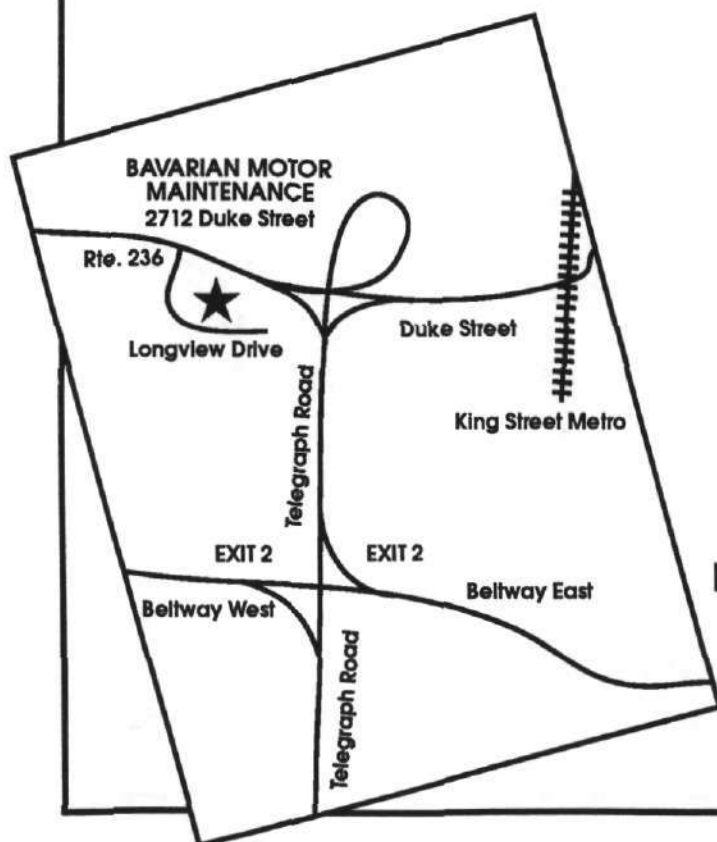 BAVARIAN MOTOR
MAINTENANCE
2712 Duke Street
Rte. 236
Longview Drive
Duke Street
King Street Metro
Telegraph Road
EXIT 2
EXIT 2
Beltway West
Beltway East
Telegraph Road